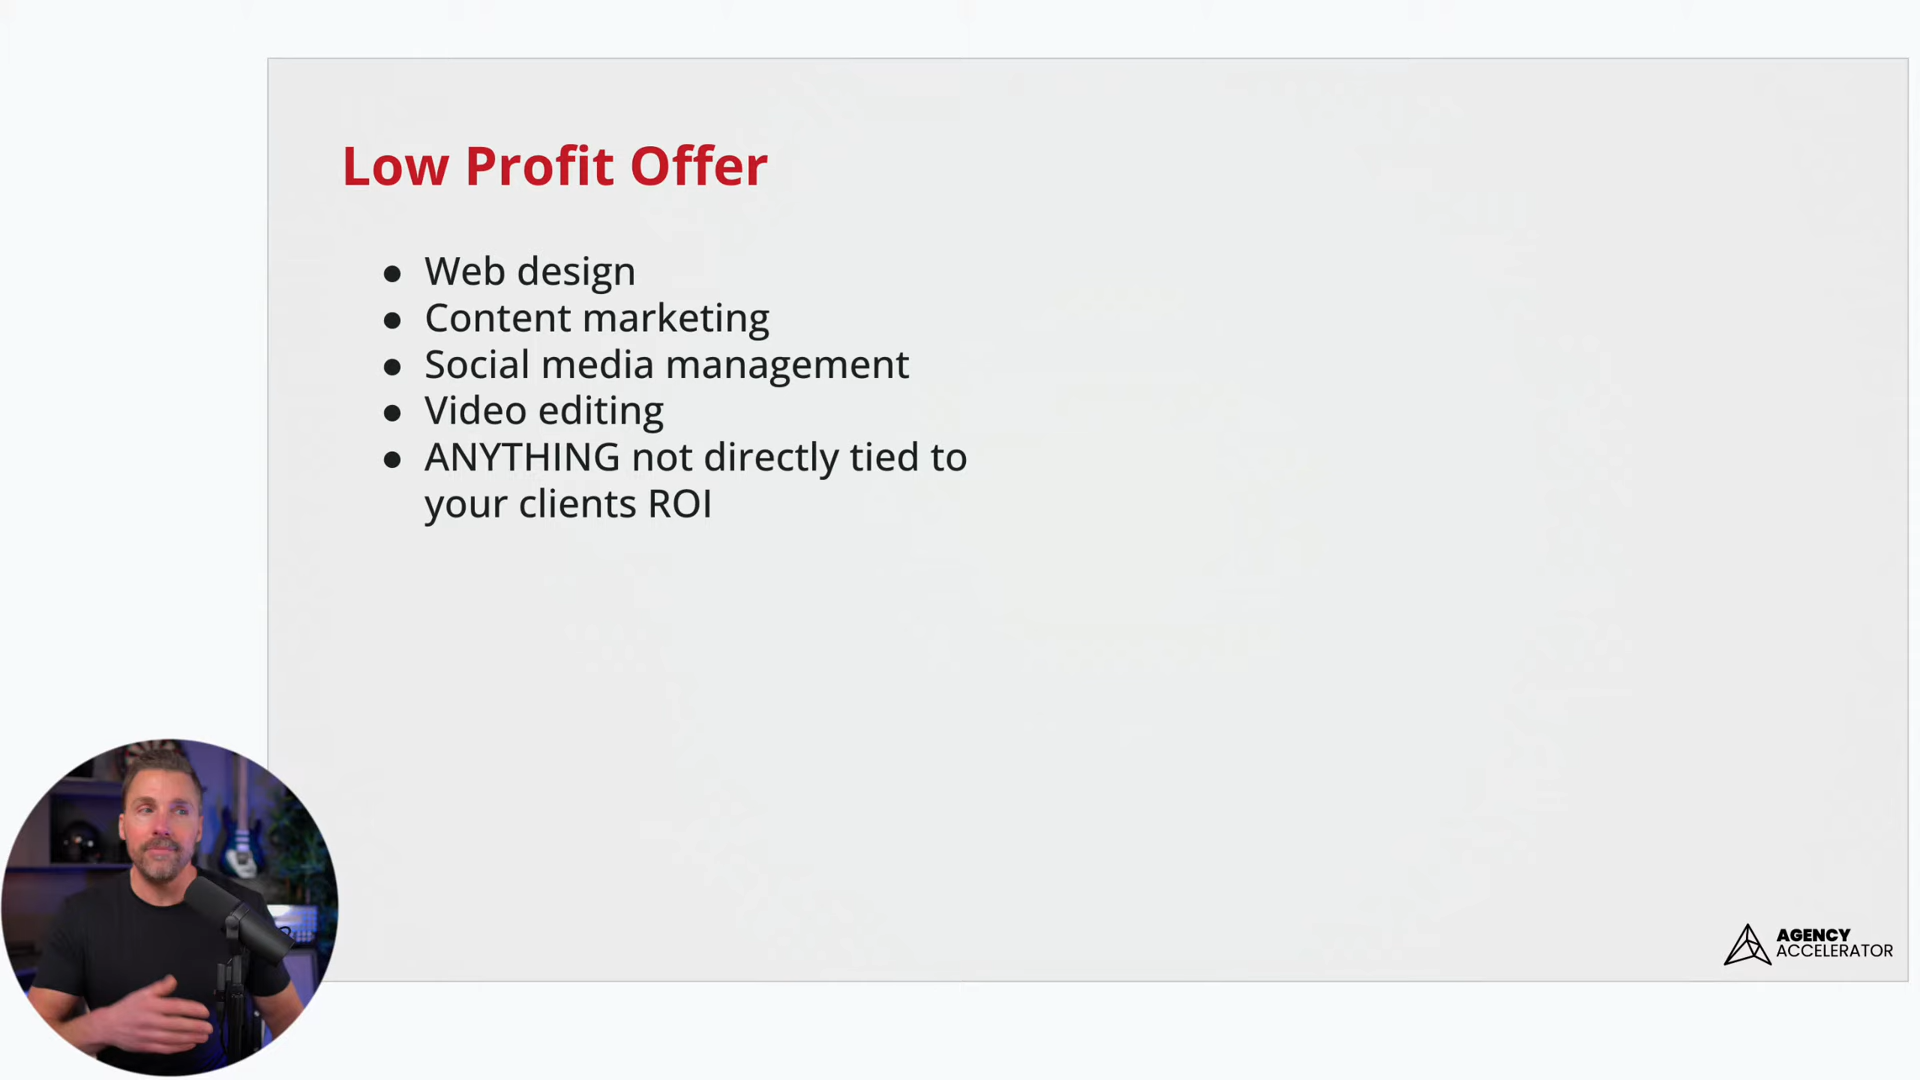 Low Profit Offer
● Web design
● Content marketing
● Social media management
● Video editing
● ANYTHING not directly tied to
your clients ROI
AGENCY
ACCELERATOR